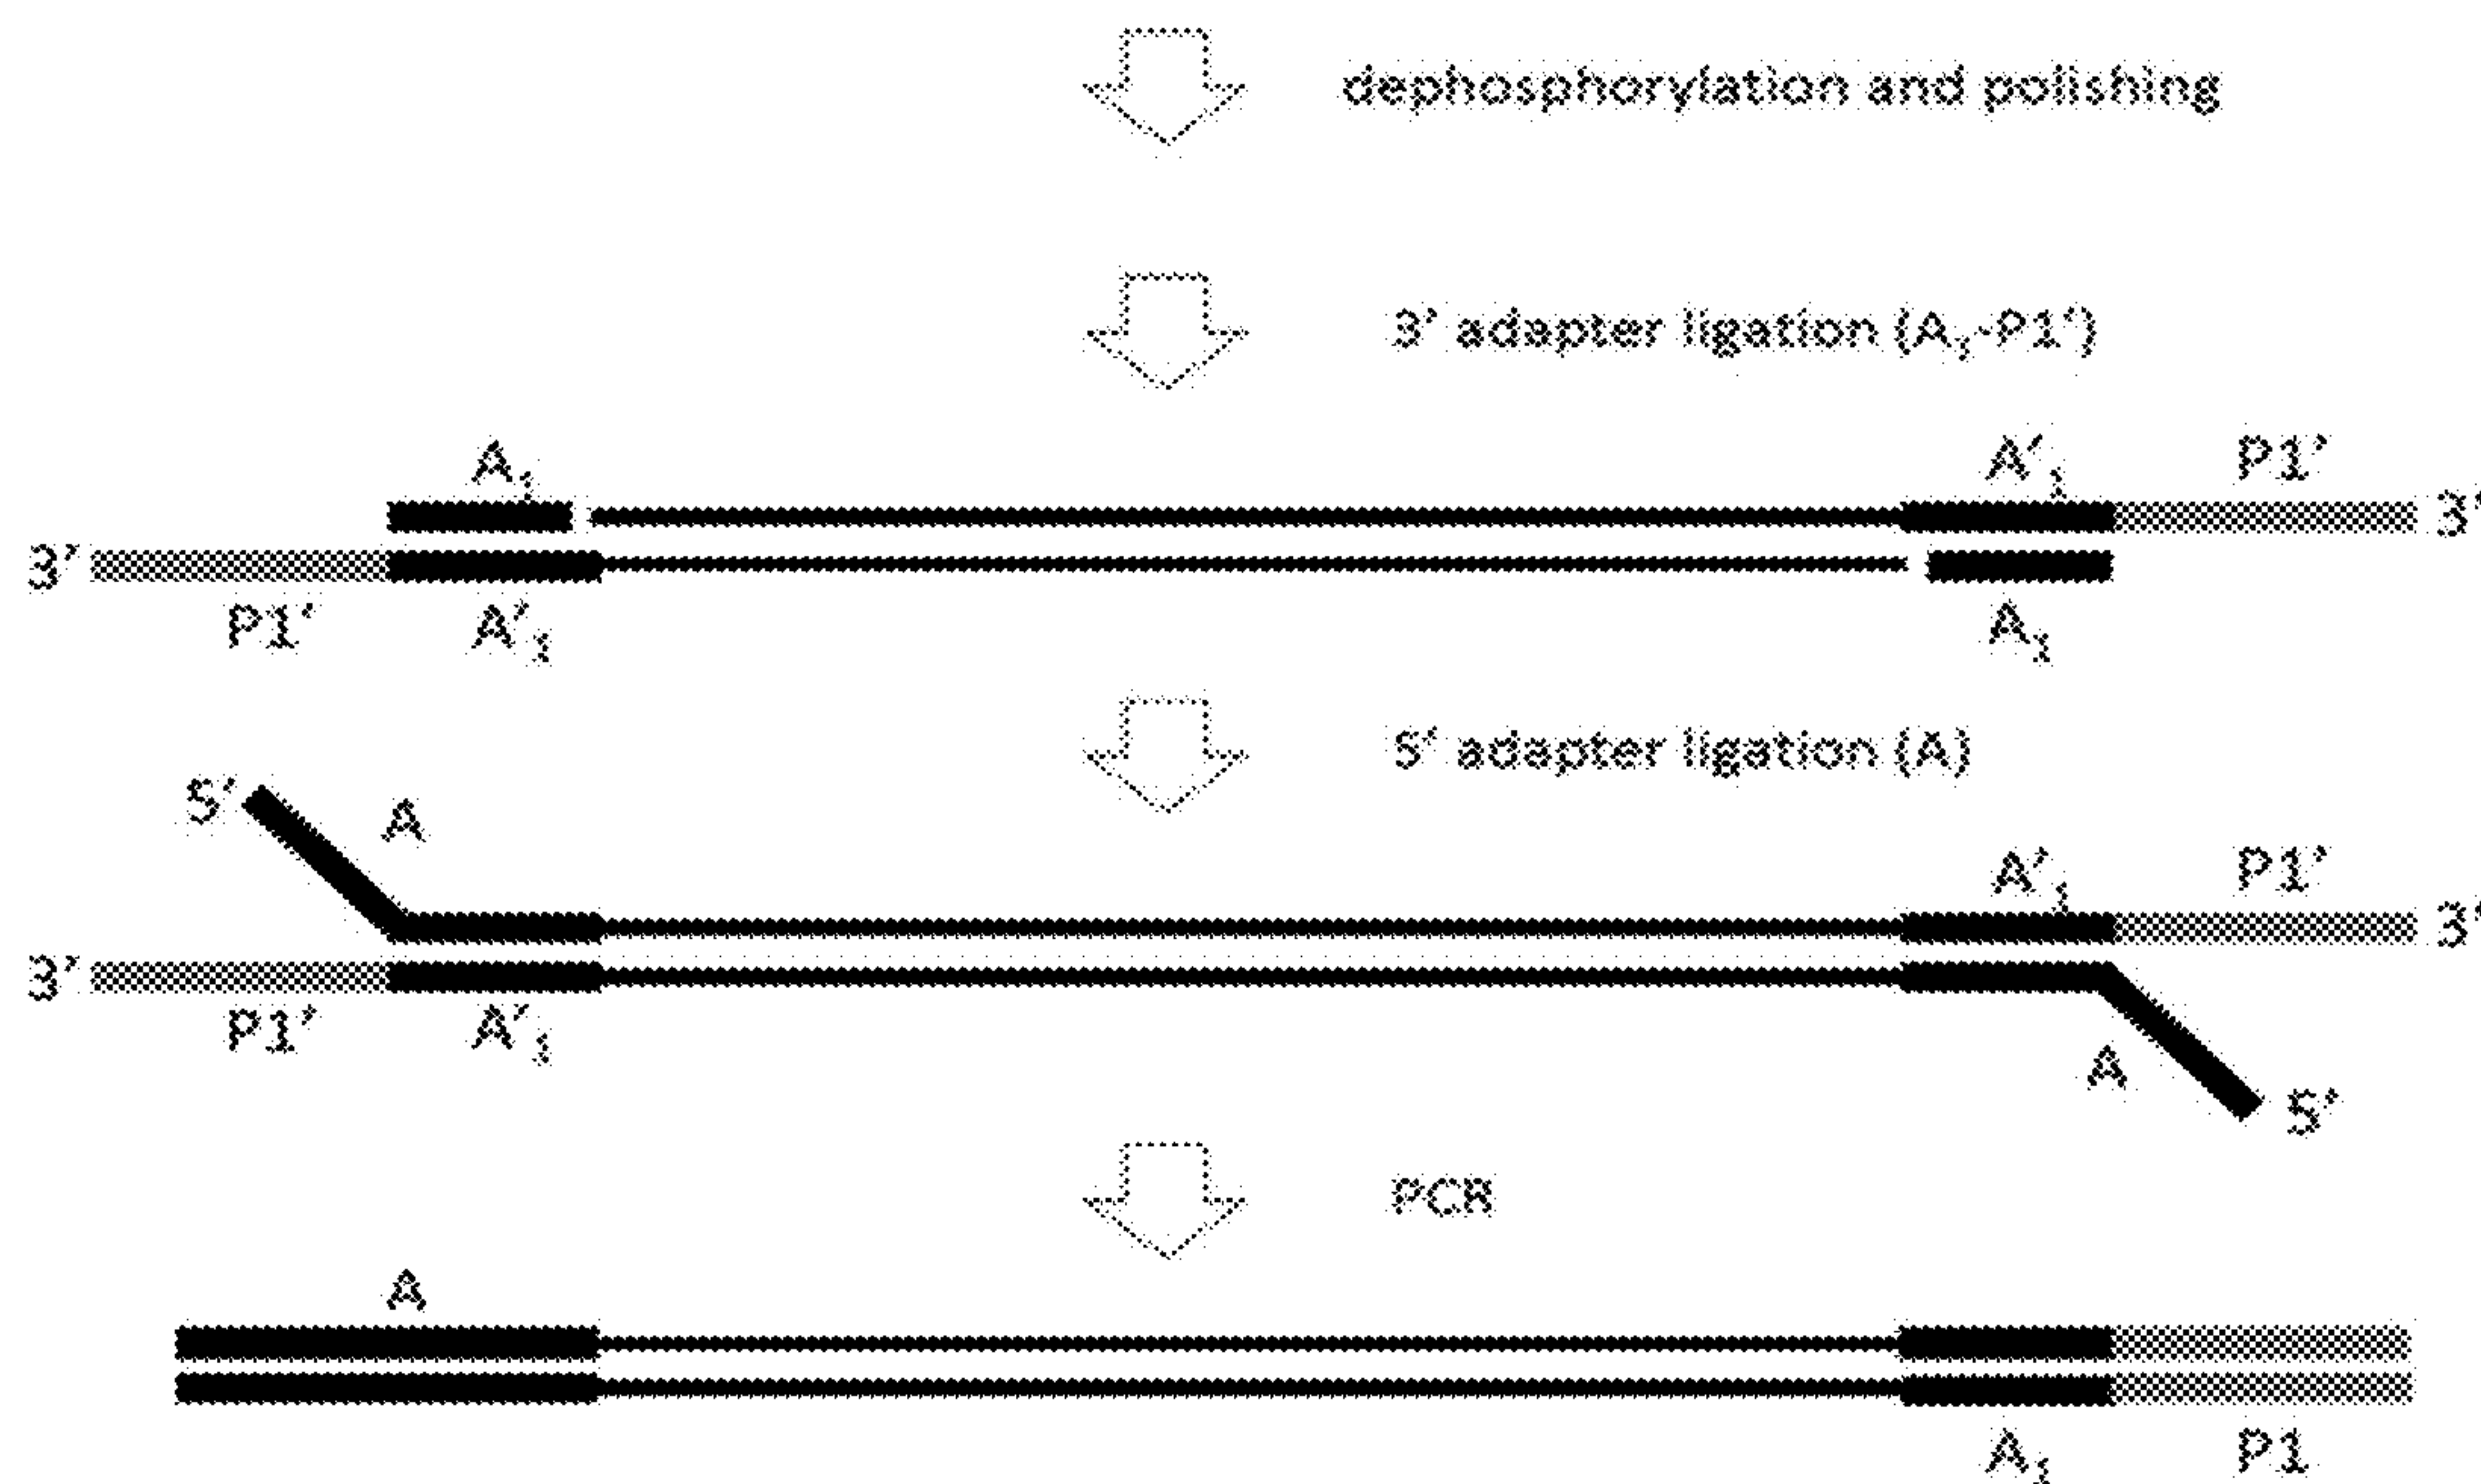 dephosphorylation and polishing
3’ adapter ligation (A₁-P1’)
A₁ A’₁ P1’
3’
3’
P1’ A’₁ A₁
5’ adapter ligation (A)
5’ A
A’₁ P1’
3’
3’
P1’ A’₁
A
5’
PCR
A
A₁ P1